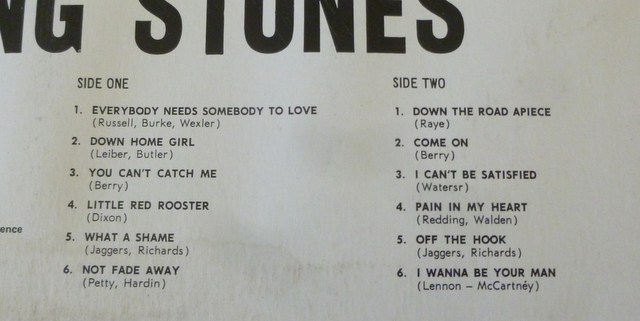 NG STONES
SIDE ONE
1. EVERYBODY NEEDS SOMEBODY TO LOVE
(Russell, Burke, Wexler)
2. DOWN HOME GIRL
(Leiber, Butler)
3. YOU CAN'T CATCH ME
(Berry)
4. LITTLE RED ROOSTER
(Dixon)
5. WHAT A SHAME
(Jaggers, Richards)
6. NOT FADE AWAY
(Petty, Hardin)
SIDE TWO
1. DOWN THE ROAD APIECE
(Raye)
2. COME ON
(Berry)
3. I CAN'T BE SATISFIED
(Watersr)
4. PAIN IN MY HEART
(Redding, Walden)
5. OFF THE HOOK
(Jaggers, Richards)
6. I WANNA BE YOUR MAN
(Lennon – McCartnéy)
ence